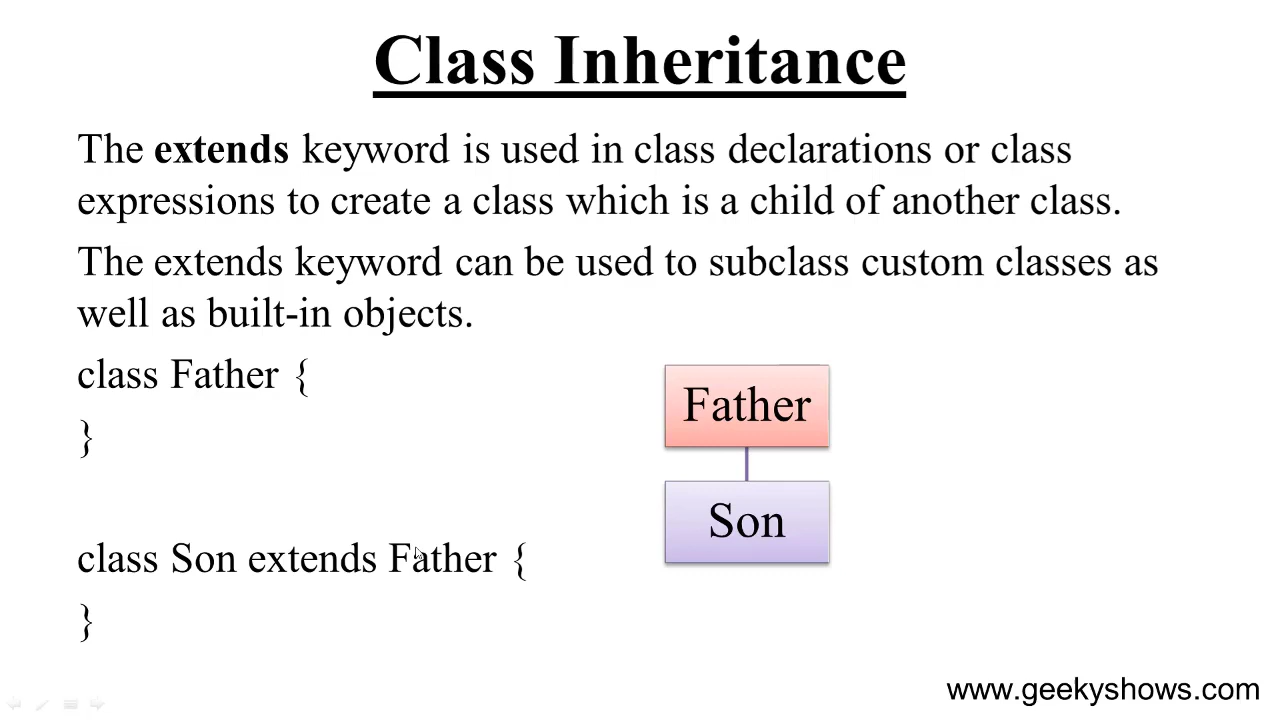 Class Inheritance
The extends keyword is used in class declarations or class
expressions to create a class which is a child of another class.
The extends keyword can be used to subclass custom classes as
well as built-in objects.
class Father {
}
class Son extends Father {
}
Father
Son
www.geekyshows.com